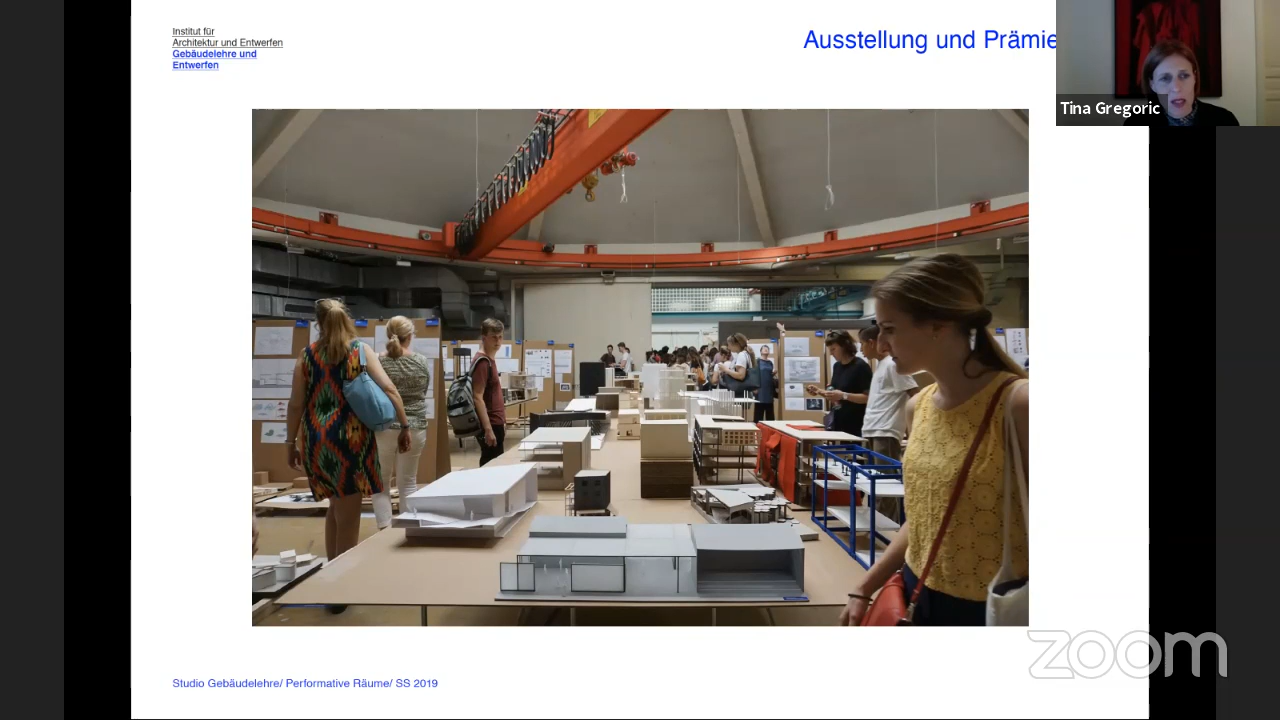 Institut für
Architektur und Entwerfen
Gebäudelehre und
Entwerfen
Ausstellung und Prämie
Tina Gregoric
Studio Gebäudelehre/ Performative Räume/ SS 2019
zoom